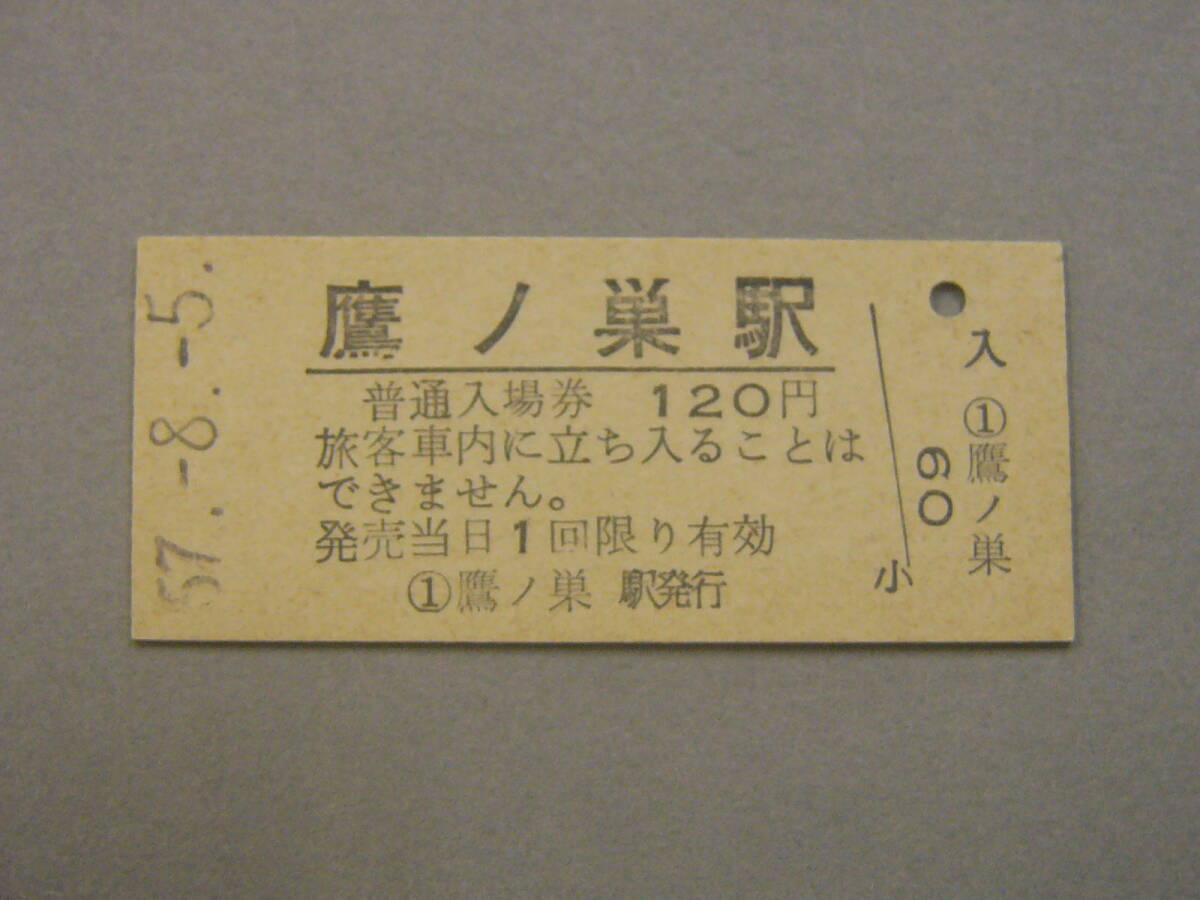 57.-8.-5.
鷹ノ巣駅
普通入場券 120円
旅客車内に立ち入ることは
できません。
発売当日1回限り有効
①鷹ノ巣 駅発行
小
60
入 ①鷹ノ巣